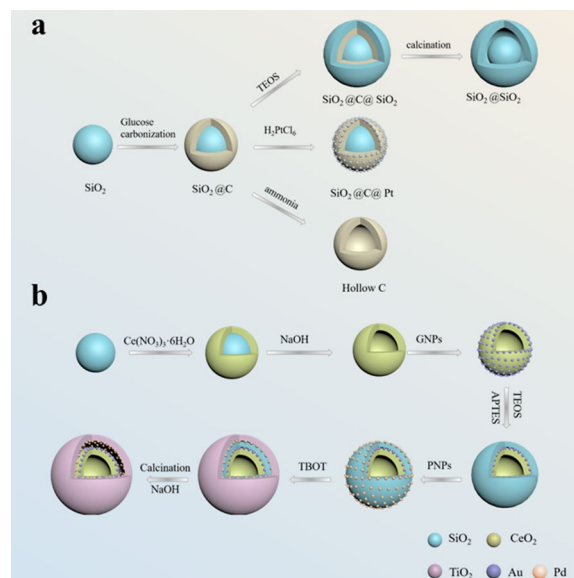 a
TEOS
calcination
SiO₂@C@ SiO₂
SiO₂@SiO₂
Glucose
carbonization
H₂PtCl₆
SiO₂
SiO₂@C
SiO₂@C@ Pt
ammonia
Hollow C
b
Ce(NO₃)₃·6H₂O
NaOH
GNPs
TEOS
APTES
Calcination
NaOH
TBOT
PNPs
SiO₂
CeO₂
TiO₂
Au
Pd